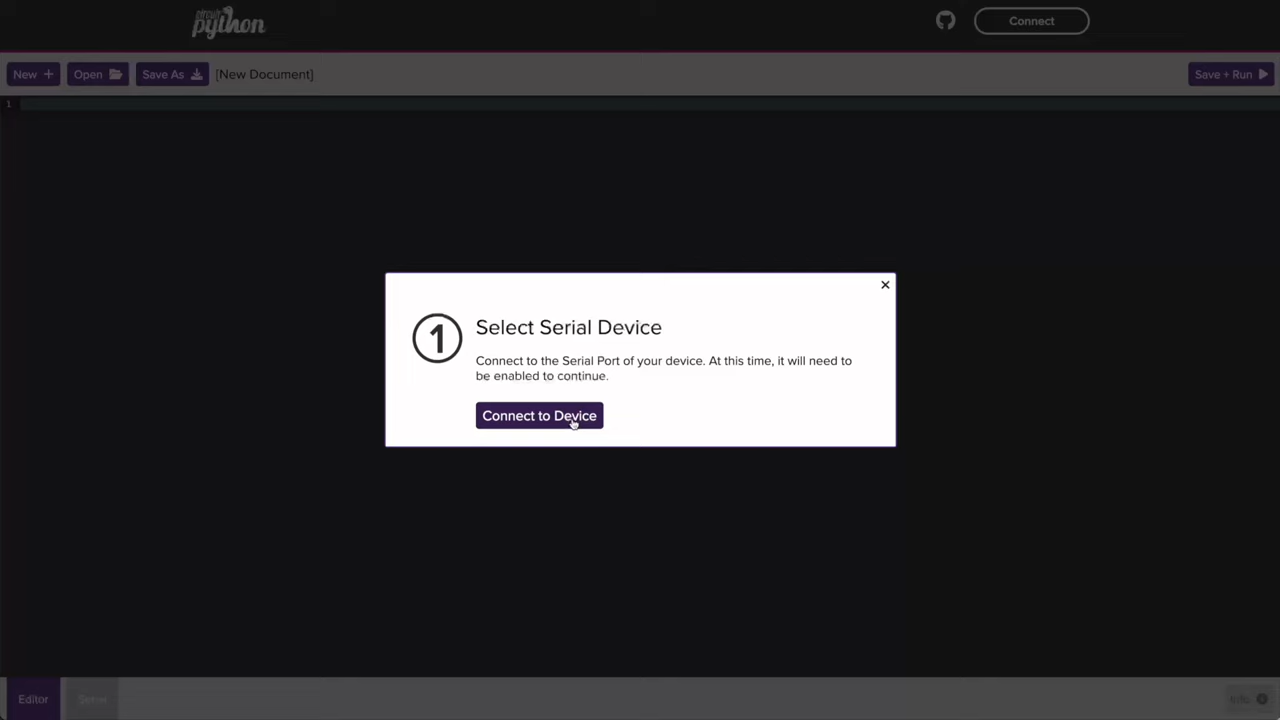 circuit
python
Connect
New
Open
Save As
[New Document]
Save + Run
1
1
Select Serial Device
Connect to the Serial Port of your device. At this time, it will need to
be enabled to continue.
Connect to Device
Editor
Serial
Info